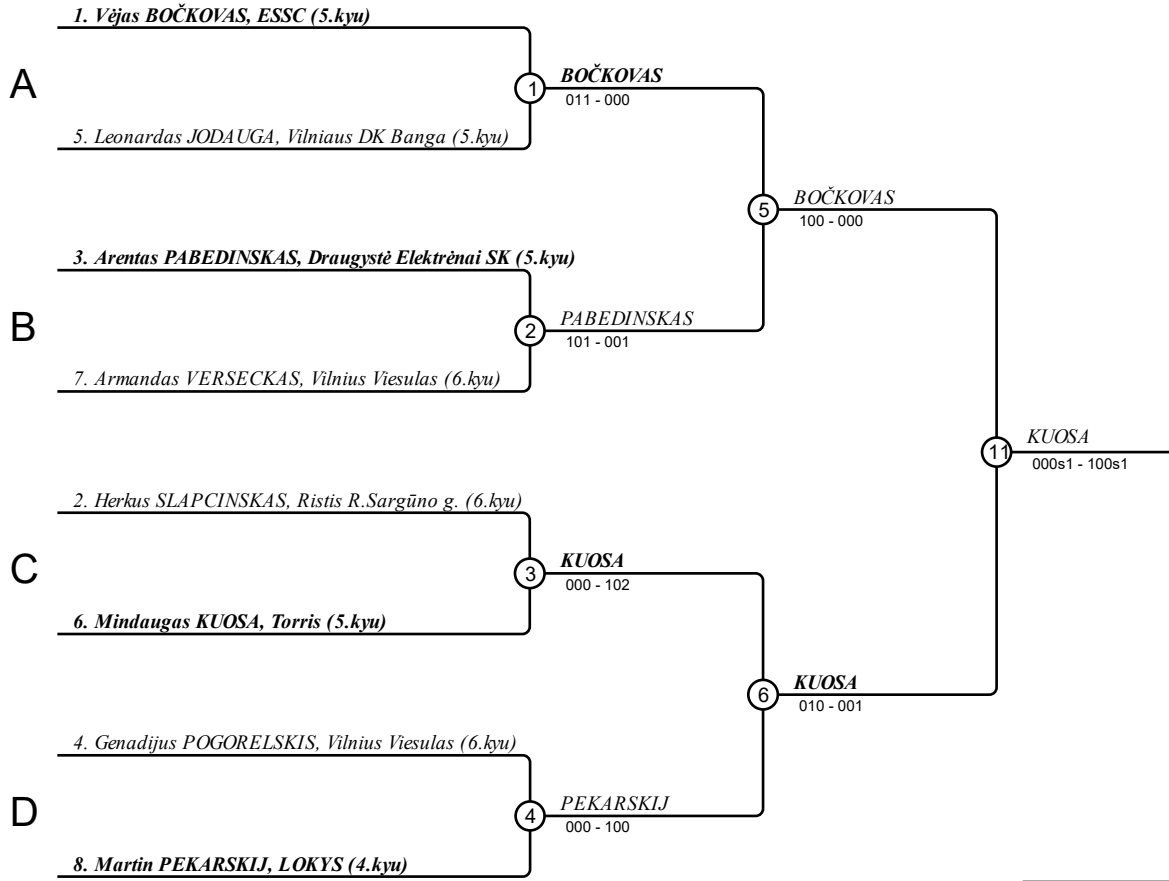 1. Vėjas BOČKOVAS, ESSC (5.kyu)
A
1
BOČKOVAS
011 - 000
5. Leonardas JODAUGA, Vilniaus DK Banga (5.kyu)
5
BOČKOVAS
100 - 000
3. Arentas PABEDINSKAS, Draugystė Elektrėnai SK (5.kyu)
B
2
PABEDINSKAS
101 - 001
7. Armandas VERSECKAS, Vilnius Viesulas (6.kyu)
11
KUOSA
000s1 - 100s1
2. Herkus SLAPCINSKAS, Ristis R.Sargūno g. (6.kyu)
C
3
KUOSA
000 - 102
6. Mindaugas KUOSA, Torris (5.kyu)
6
KUOSA
010 - 001
4. Genadijus POGORELSKIS, Vilnius Viesulas (6.kyu)
D
4
PEKARSKIJ
000 - 100
8. Martin PEKARSKIJ, LOKYS (4.kyu)